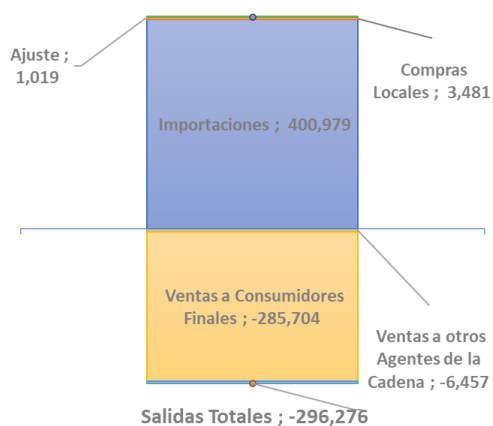 Ajuste ;
1,019
Compras
Locales ; 3,481
Importaciones ; 400,979
Ventas a Consumidores
Finales ; -285,704
Ventas a otros
Agentes de la
Cadena ; -6,457
Salidas Totales ; -296,276